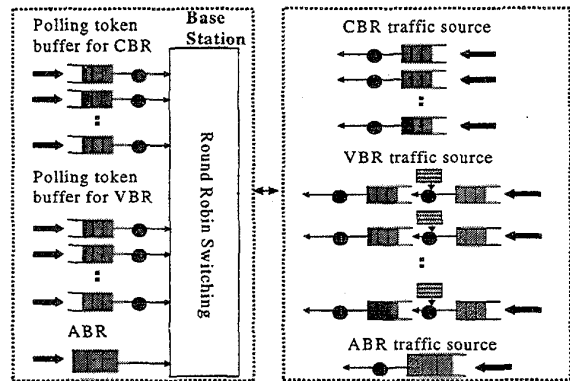 Polling token
buffer for CBR
Base
Station
Polling token
buffer for VBR
ABR
Round Robin Switching
CBR traffic source
VBR traffic source
ABR traffic source